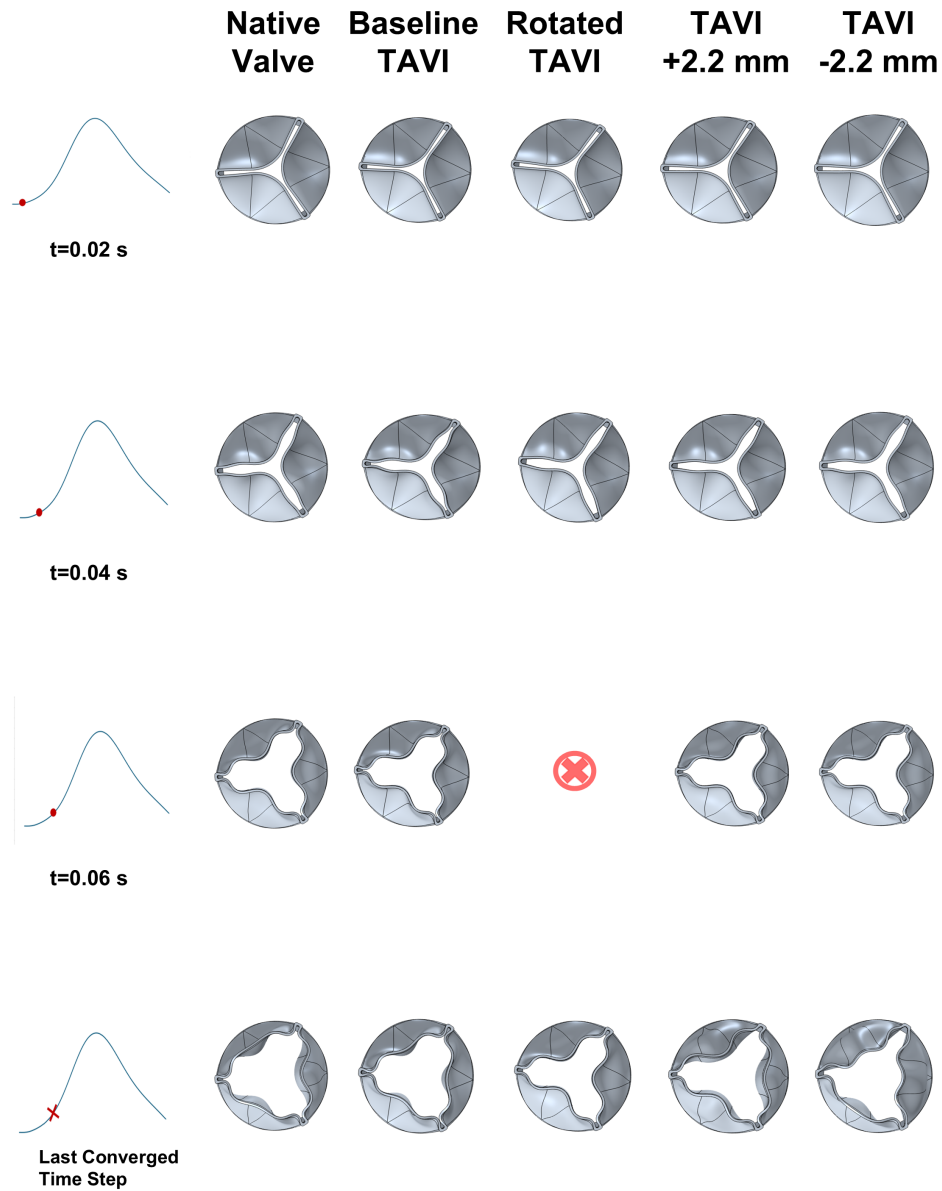 Native Valve
Baseline TAVI
Rotated TAVI
TAVI +2.2 mm
TAVI -2.2 mm
t=0.02 s
t=0.04 s
t=0.06 s
Last Converged
Time Step